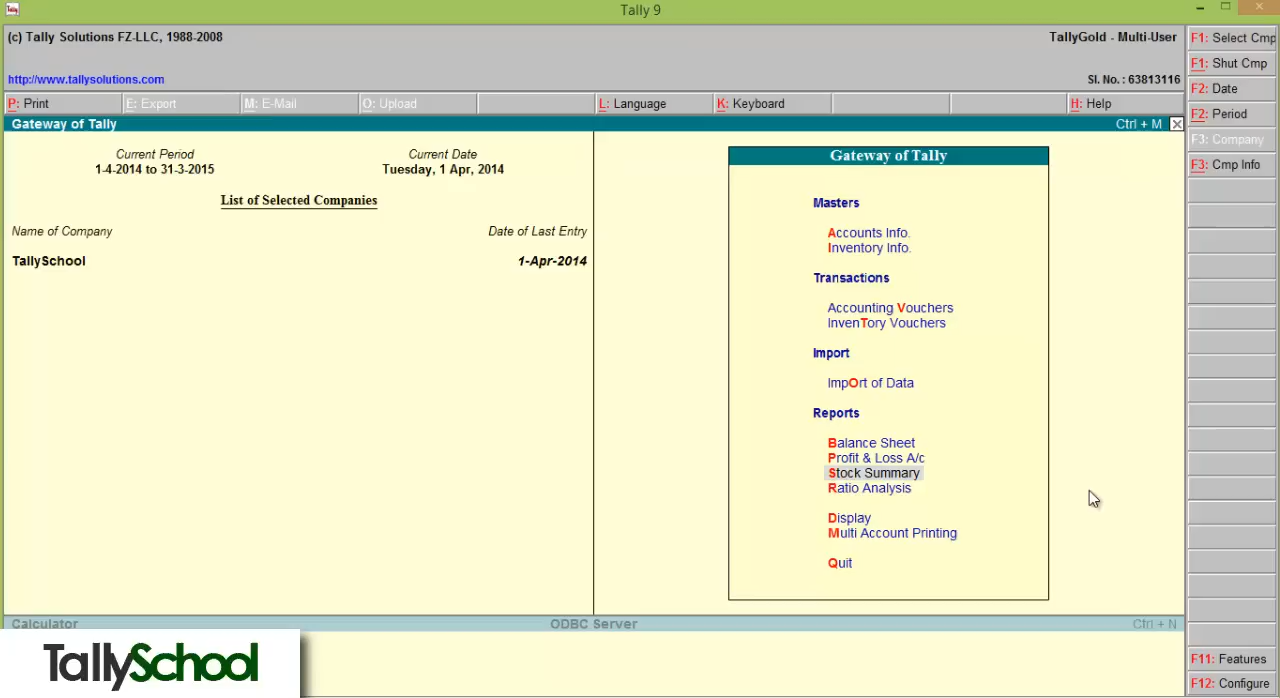 Tally
Tally 9
(c) Tally Solutions FZ-LLC, 1988-2008
TallyGold - Multi-User
http://www.tallysolutions.com
Sl. No. : 63813116
P: Print
E: Export
M: E-Mail
O: Upload
L: Language
K: Keyboard
H: Help
Gateway of Tally
Ctrl + M
Current Period
1-4-2014 to 31-3-2015
Current Date
Tuesday, 1 Apr, 2014
List of Selected Companies
Name of Company
Date of Last Entry
TallySchool
1-Apr-2014
Gateway of Tally
Masters
Accounts Info.
Inventory Info.
Transactions
Accounting Vouchers
InvenTory Vouchers
Import
ImpOrt of Data
Reports
Balance Sheet
Profit & Loss A/c
Stock Summary
Ratio Analysis
Display
Multi Account Printing
Quit
F1: Select Cmp
F1: Shut Cmp
F2: Date
F2: Period
F3: Company
F3: Cmp Info
F11: Features
F12: Configure
Calculator
ODBC Server
Ctrl + N
TallySchool